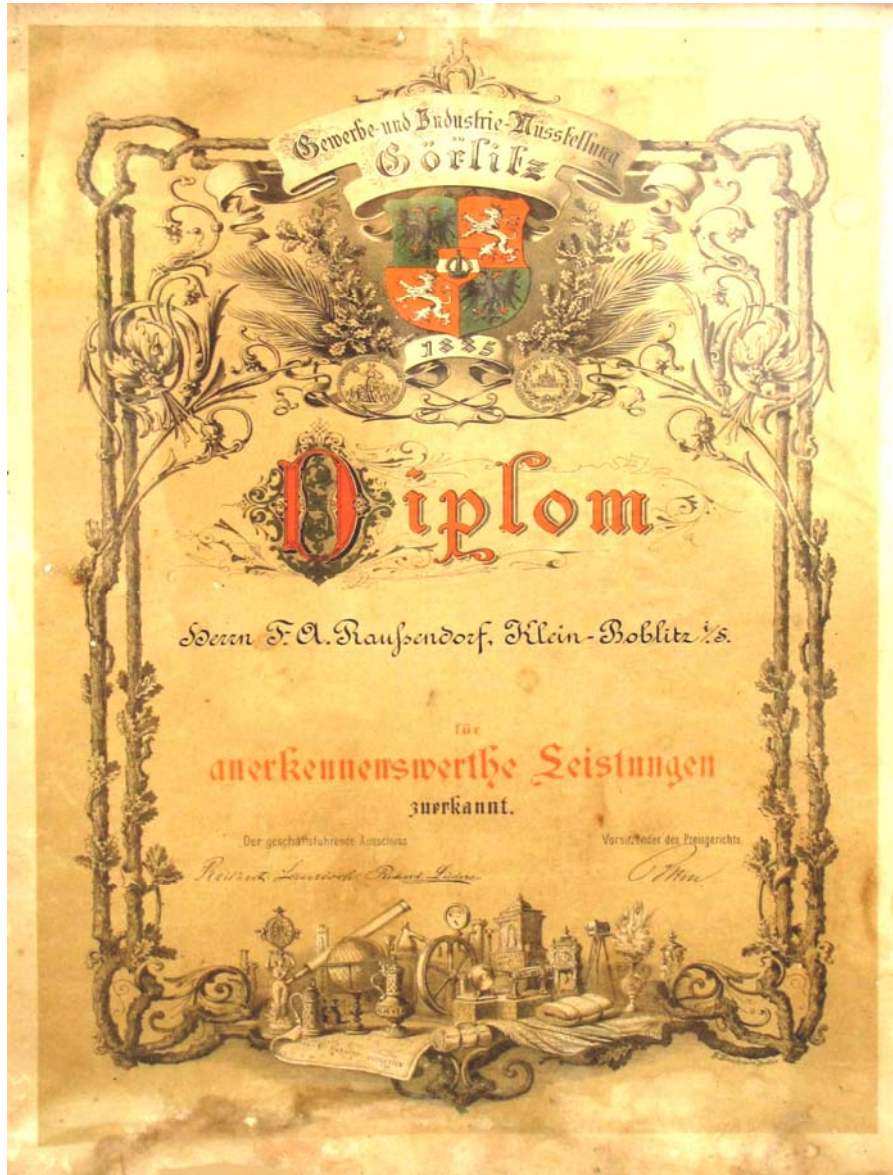 Gewerbe- und Industrie-Ausstellung
Görlitz
1885
Diplom
Herrn F. A. Raußendorf, Klein-Boblitz i/S.
für
anerkennenswerthe Leistungen
zuerkannt.
Der geschäftsführende Ausschuss
Vorsitzender des Preisgerichts
Lüders